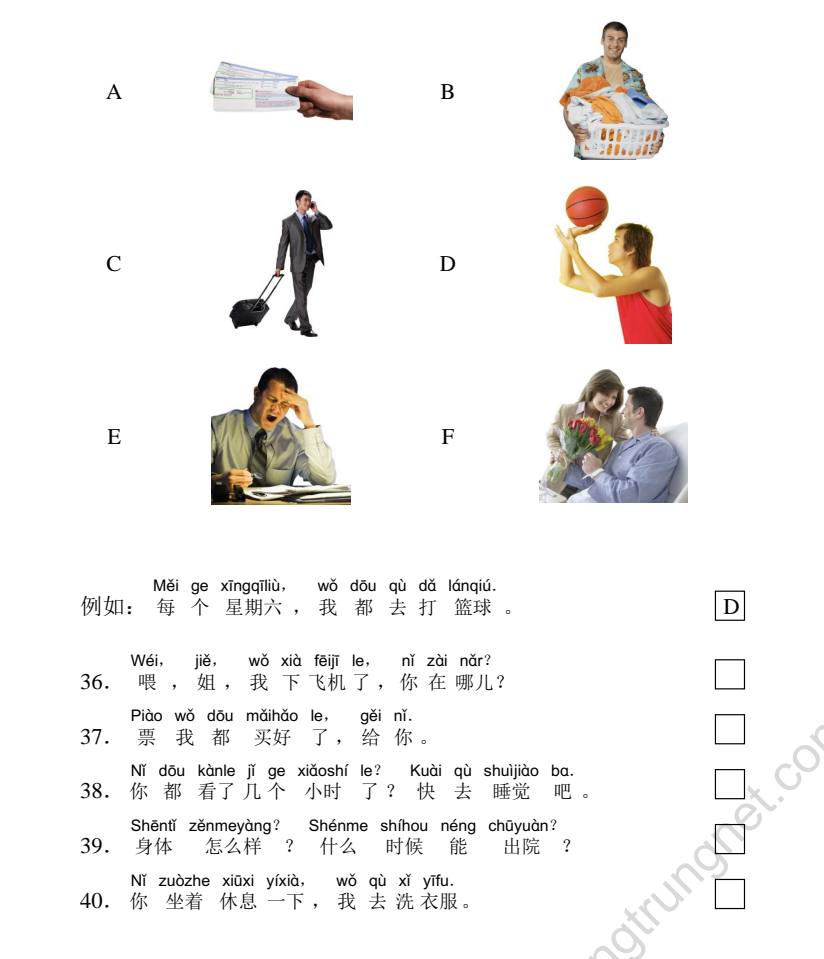 A
B
C
D
E
F
Měi ge xīngqīliù, wǒ dōu qù dǎ lánqiú.
例如：每个星期六，我都去打篮球。 D
Wéi, jiě, wǒ xià fēijī le, nǐ zài nǎr?
36. 喂，姐，我下飞机了，你在哪儿？
Piào wǒ dōu mǎihǎo le, gěi nǐ.
37. 票我都买好了，给你。
Nǐ dōu kànle jǐ ge xiǎoshí le? Kuài qù shuìjiào ba.
38. 你都看了几个小时了？快去睡觉吧。
Shēntǐ zěnmeyàng? Shénme shíhou néng chūyuàn?
39. 身体怎么样？什么时候能出院？
Nǐ zuòzhe xiūxi yíxià, wǒ qù xǐ yīfu.
40. 你坐着休息一下，我去洗衣服。